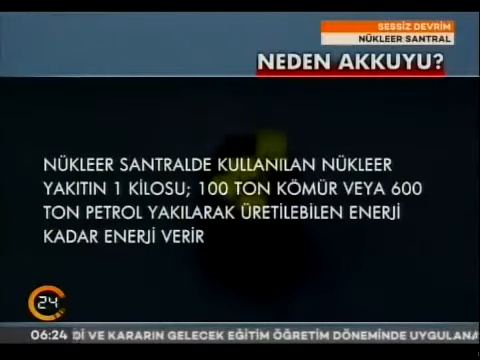 SESSİZ DEVRİM
NÜKLEER SANTRAL
NEDEN AKKUYU?
NÜKLEER SANTRALDE KULLANILAN NÜKLEER
YAKITIN 1 KİLOSU; 100 TON KÖMÜR VEYA 600
TON PETROL YAKILARAK ÜRETİLEBİLEN ENERJİ
KADAR ENERJİ VERİR
24
06:24 Dİ VE KARARIN GELECEK EĞİTİM ÖĞRETİM DÖNEMİNDE UYGULANA